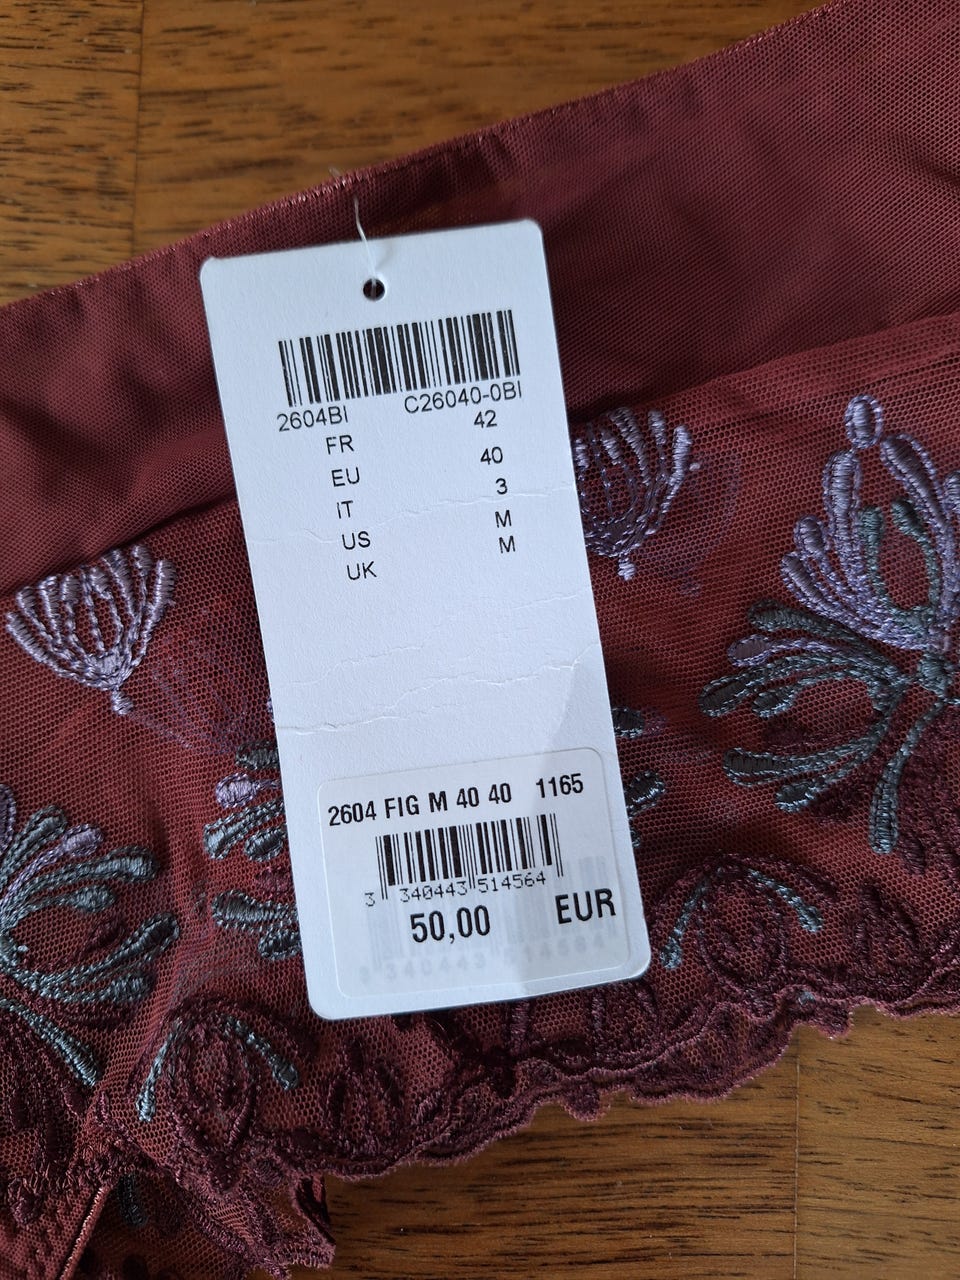 2604BI C26040-0BI
FR 42
EU 40
IT 3
US M
UK M
2604 FIG M 40 40 1165
3 340443 514564
50,00 EUR